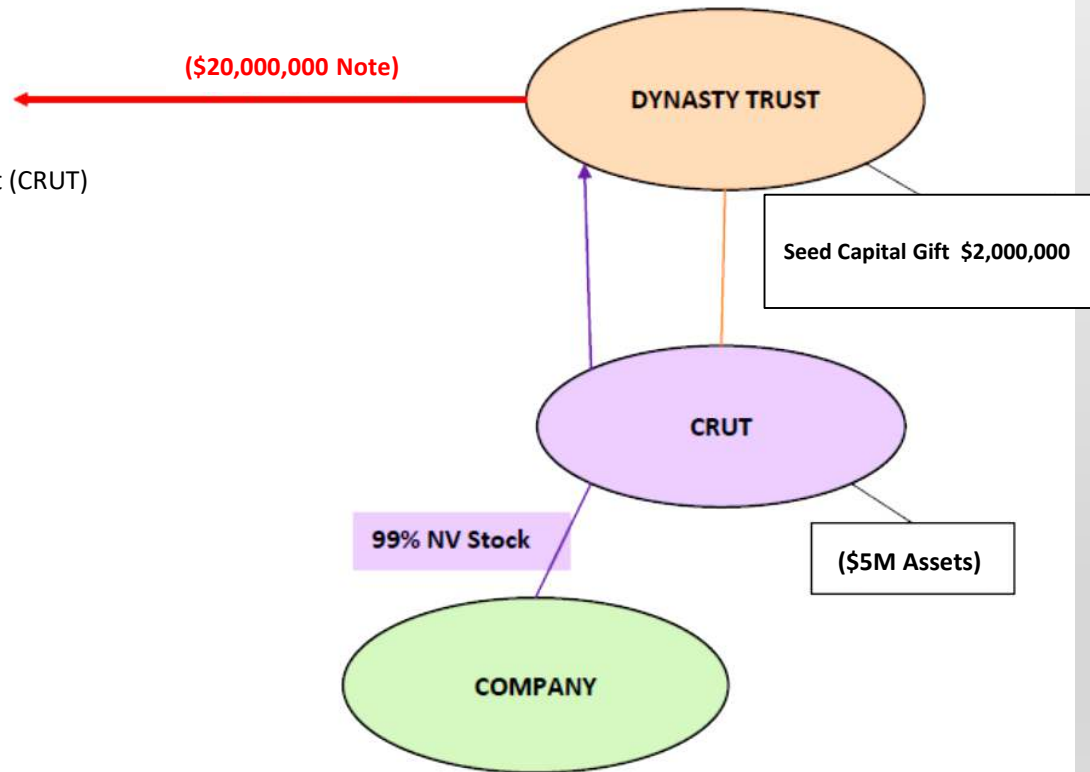 ($20,000,000 Note)
DYNASTY TRUST
(CRUT)
Seed Capital Gift $2,000,000
CRUT
99% NV Stock
($5M Assets)
COMPANY